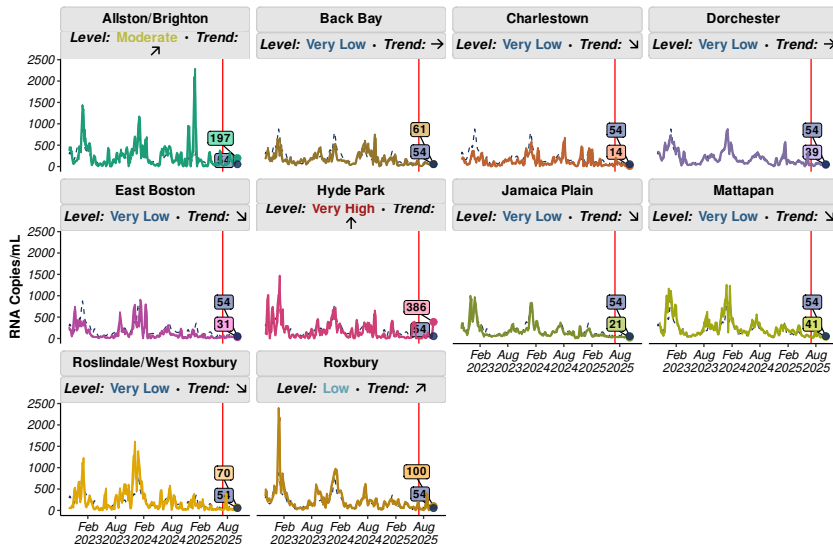 Allston/Brighton
Level: Moderate • Trend:
↗
Back Bay
Level: Very Low • Trend: →
Charlestown
Level: Very Low • Trend: ↘
Dorchester
Level: Very Low • Trend: →
2500
2000
1500
1000
500
0
197
61
54
54
14
54
39
East Boston
Level: Very Low • Trend: ↘
Hyde Park
Level: Very High • Trend:
↑
Jamaica Plain
Level: Very Low • Trend: ↘
Mattapan
Level: Very Low • Trend: ↘
RNA Copies/mL
2500
2000
1500
1000
500
0
54
31
386
54
54
21
54
41
Feb 2023
Aug 2023
Feb 2024
Aug 2024
Feb 2025
Aug 2025
Feb 2023
Aug 2023
Feb 2024
Aug 2024
Feb 2025
Aug 2025
Roslindale/West Roxbury
Level: Very Low • Trend: ↘
Roxbury
Level: Low • Trend: ↗
2500
2000
1500
1000
500
0
70
54
100
54
Feb 2023
Aug 2023
Feb 2024
Aug 2024
Feb 2025
Aug 2025
Feb 2023
Aug 2023
Feb 2024
Aug 2024
Feb 2025
Aug 2025